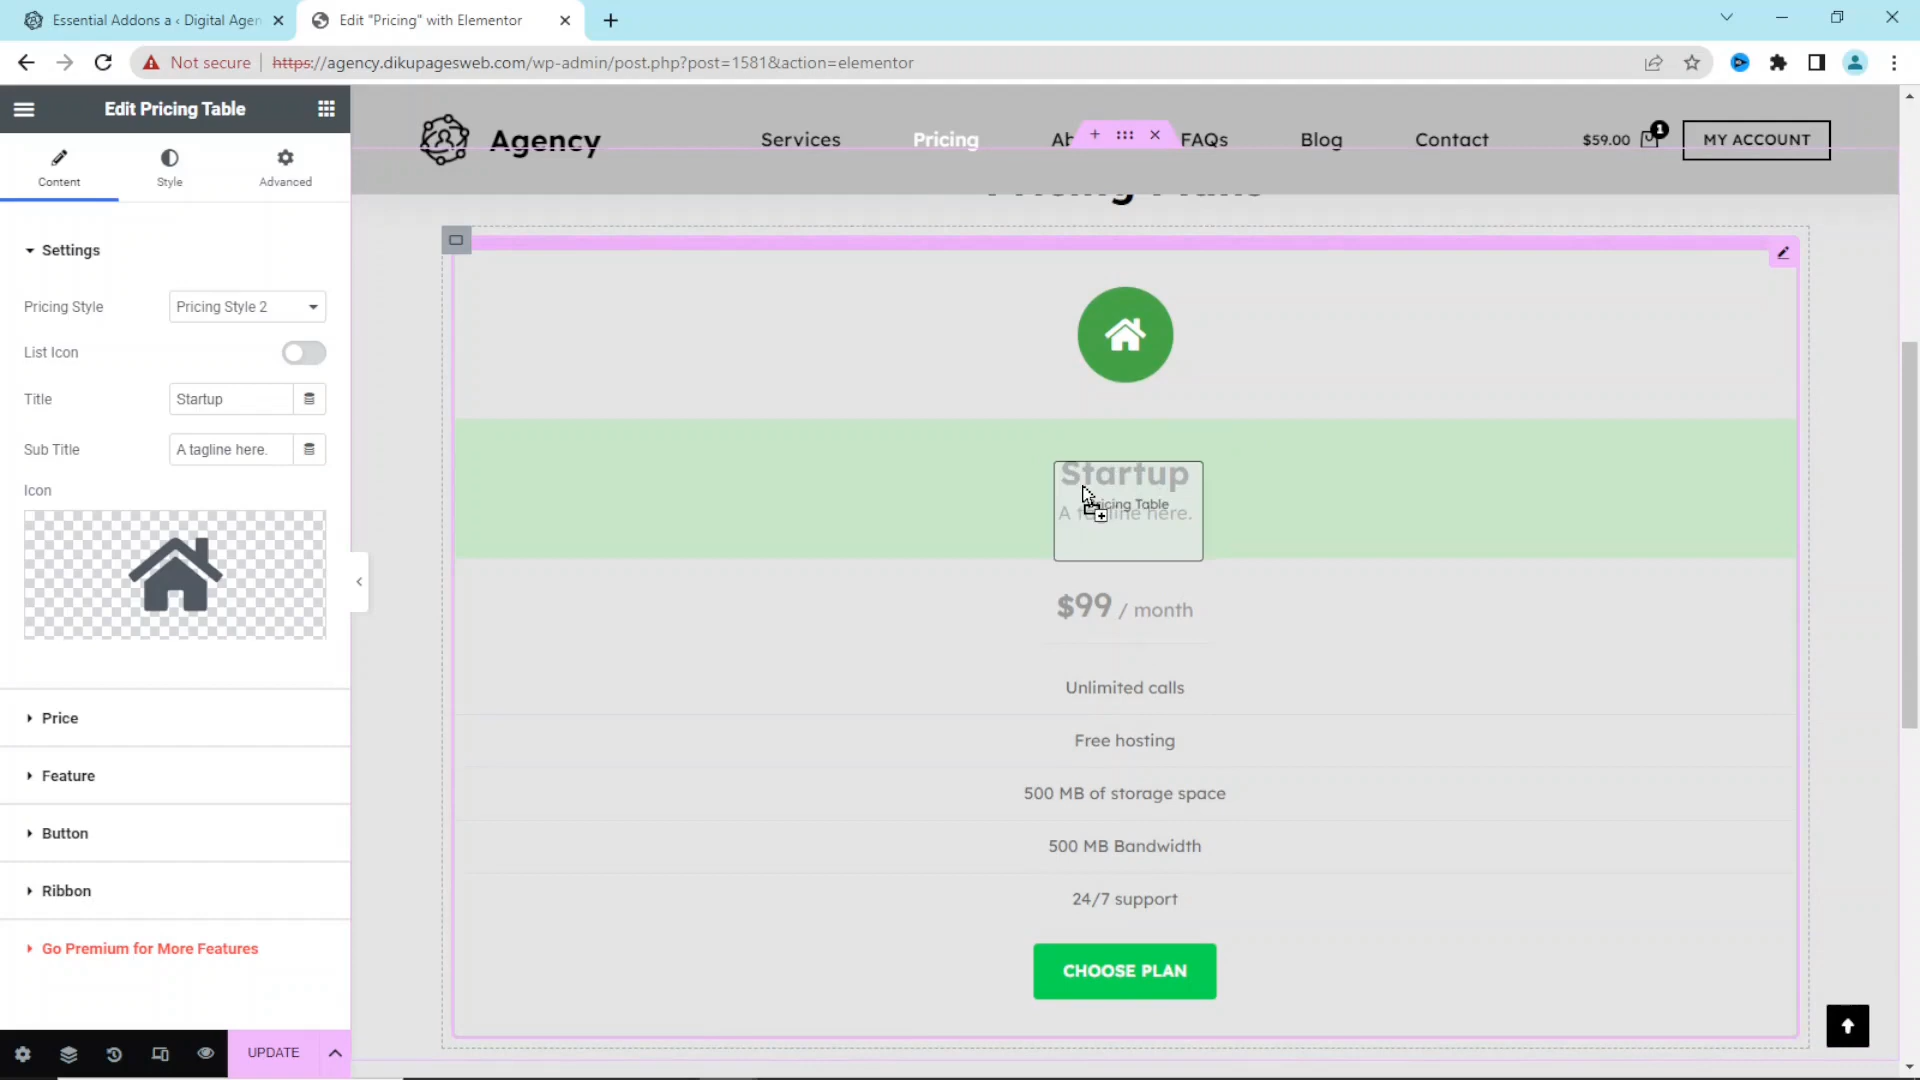 Essential Addons a ‹ Digital Agen
Edit "Pricing" with Elementor
Not secure
https://agency.dikupagesweb.com/wp-admin/post.php?post=1581&action=elementor
Edit Pricing Table
Content
Style
Advanced
Settings
Pricing Style
Pricing Style 2
List Icon
Title
Startup
Sub Title
A tagline here.
Icon
Price
Feature
Button
Ribbon
Go Premium for More Features
UPDATE
Agency
Services
Pricing
Ab
FAQs
Blog
Contact
$59.00
1
MY ACCOUNT
Pricing Plans
Startup
Pricing Table
A tagline here.
$99 / month
Unlimited calls
Free hosting
500 MB of storage space
500 MB Bandwidth
24/7 support
CHOOSE PLAN